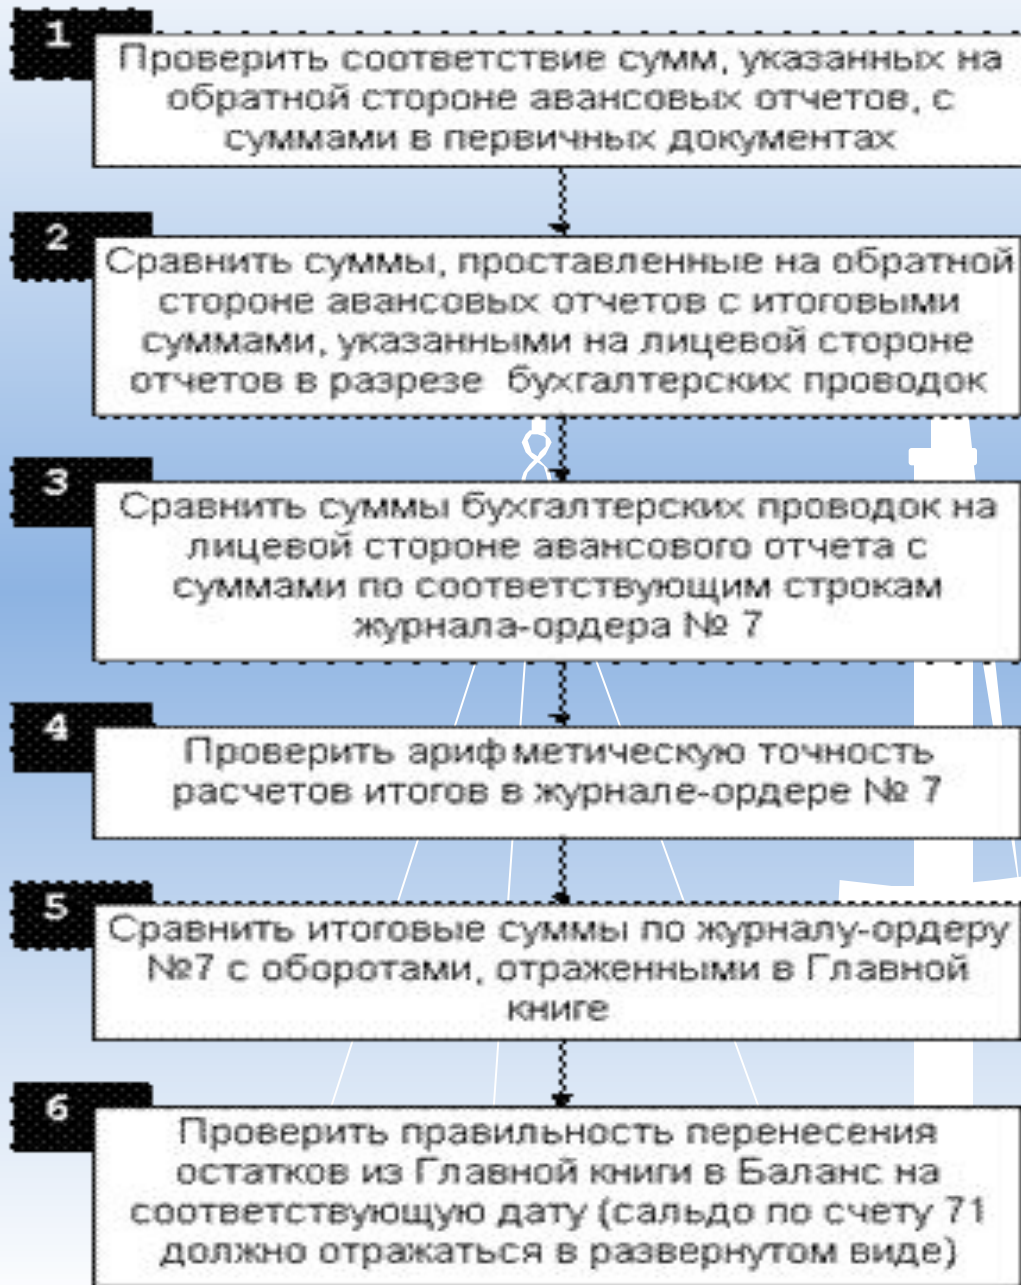 1
Проверить соответствие сумм, указанных на
обратной стороне авансовых отчетов, с
суммами в первичных документах
2
Сравнить суммы, проставленные на обратной
стороне авансовых отчетов с итоговыми
суммами, указанными на лицевой стороне
отчетов в разрезе бухгалтерских проводок
3
Сравнить суммы бухгалтерских проводок на
лицевой стороне авансового отчета с
суммами по соответствующим строкам
журнала-ордера № 7
4
Проверить арифметическую точность
расчетов итогов в журнале-ордере № 7
5
Сравнить итоговые суммы по журналу-ордеру
№7 с оборотами, отраженными в Главной
книге
6
Проверить правильность перенесения
остатков из Главной книги в Баланс на
соответствующую дату (сальдо по счету 71
должно отражаться в развернутом виде)